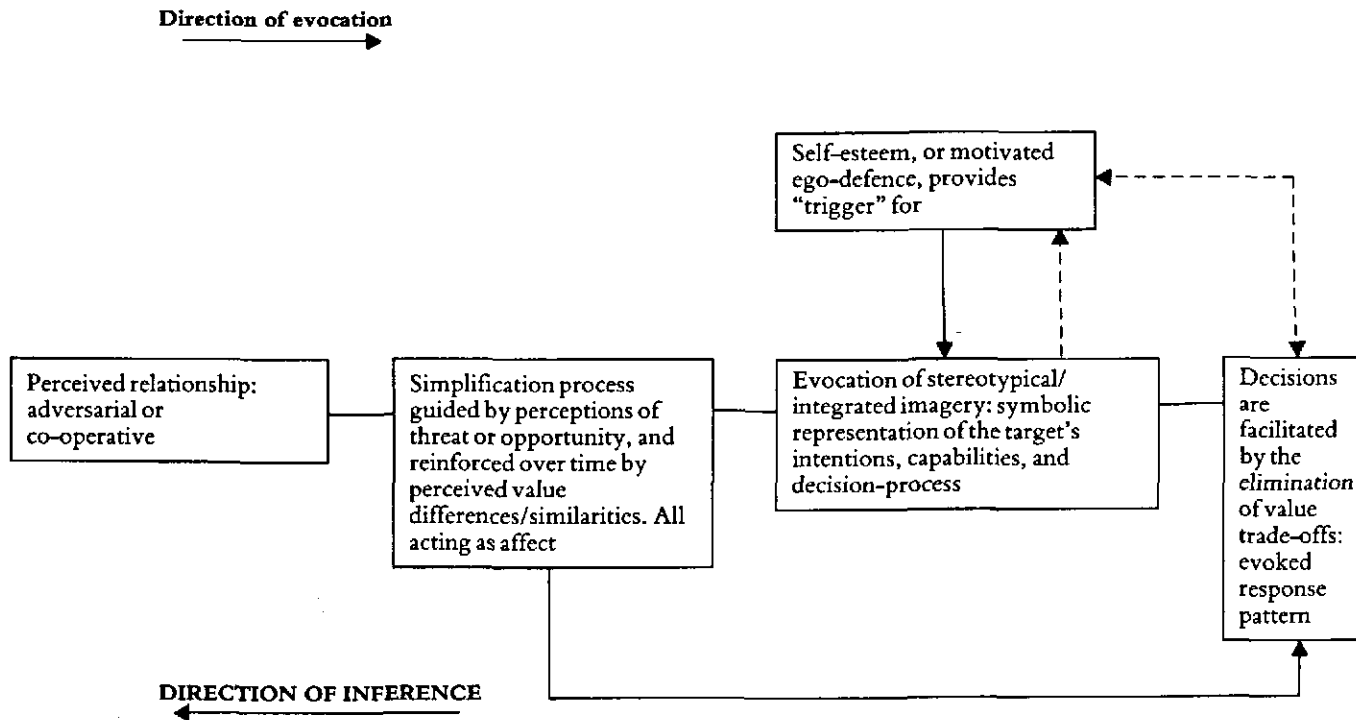 Direction of evocation
Self-esteem, or motivated
ego-defence, provides
“trigger” for
Perceived relationship:
adversarial or
co-operative
Simplification process
guided by perceptions of
threat or opportunity, and
reinforced over time by
perceived value
differences/similarities. All
acting as affect
Evocation of stereotypical/
integrated imagery: symbolic
representation of the target's
intentions, capabilities, and
decision-process
Decisions
are
facilitated
by the
elimination
of value
trade-offs:
evoked
response
pattern
DIRECTION OF INFERENCE